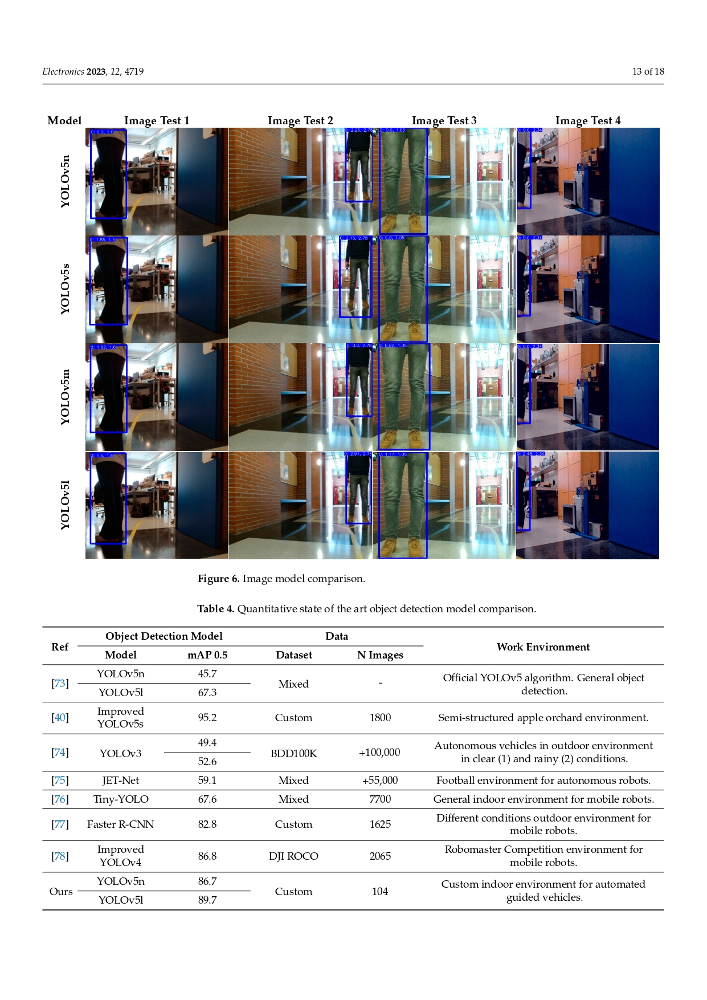 Electronics 2023, 12, 4719
13 of 18
Model Image Test 1 Image Test 2 Image Test 3 Image Test 4
YOLOv5n
0: 0.0, 1.6
0: 2.26, 2.78
0: 0.0, 1.05
0: 0.0, 2.34
YOLOv5s
0: 1.85, 1.6
0: 2.13, 2.78
0: 0.0, 1.05
0: 0.0, 2.34
YOLOv5m
0: 1.62, 1.6
0: 0.0, 2.78
0: 0.62, 1.05
0: 0.0, 2.34
YOLOv5l
0: 1.6, 1.6
0: 2.91, 2.78
0: 1.17, 1.05
0: 2.48, 2.34
Figure 6. Image model comparison.
Table 4. Quantitative state of the art object detection model comparison.
Ref Object Detection Model Data Work Environment
Model mAP 0.5 Dataset N Images
[73] YOLOv5n 45.7 Mixed - Official YOLOv5 algorithm. General object
YOLOv5l 67.3 detection.
[40] Improved
YOLOv5s 95.2 Custom 1800 Semi-structured apple orchard environment.
[74] YOLOv3 49.4 BDD100K +100,000 Autonomous vehicles in outdoor environment
52.6 in clear (1) and rainy (2) conditions.
[75] JET-Net 59.1 Mixed +55,000 Football environment for autonomous robots.
[76] Tiny-YOLO 67.6 Mixed 7700 General indoor environment for mobile robots.
[77] Faster R-CNN 82.8 Custom 1625 Different conditions outdoor environment for
mobile robots.
[78] Improved
YOLOv4 86.8 DJI ROCO 2065 Robomaster Competition environment for
mobile robots.
Ours YOLOv5n 86.7 Custom 104 Custom indoor environment for automated
YOLOv5l 89.7 guided vehicles.